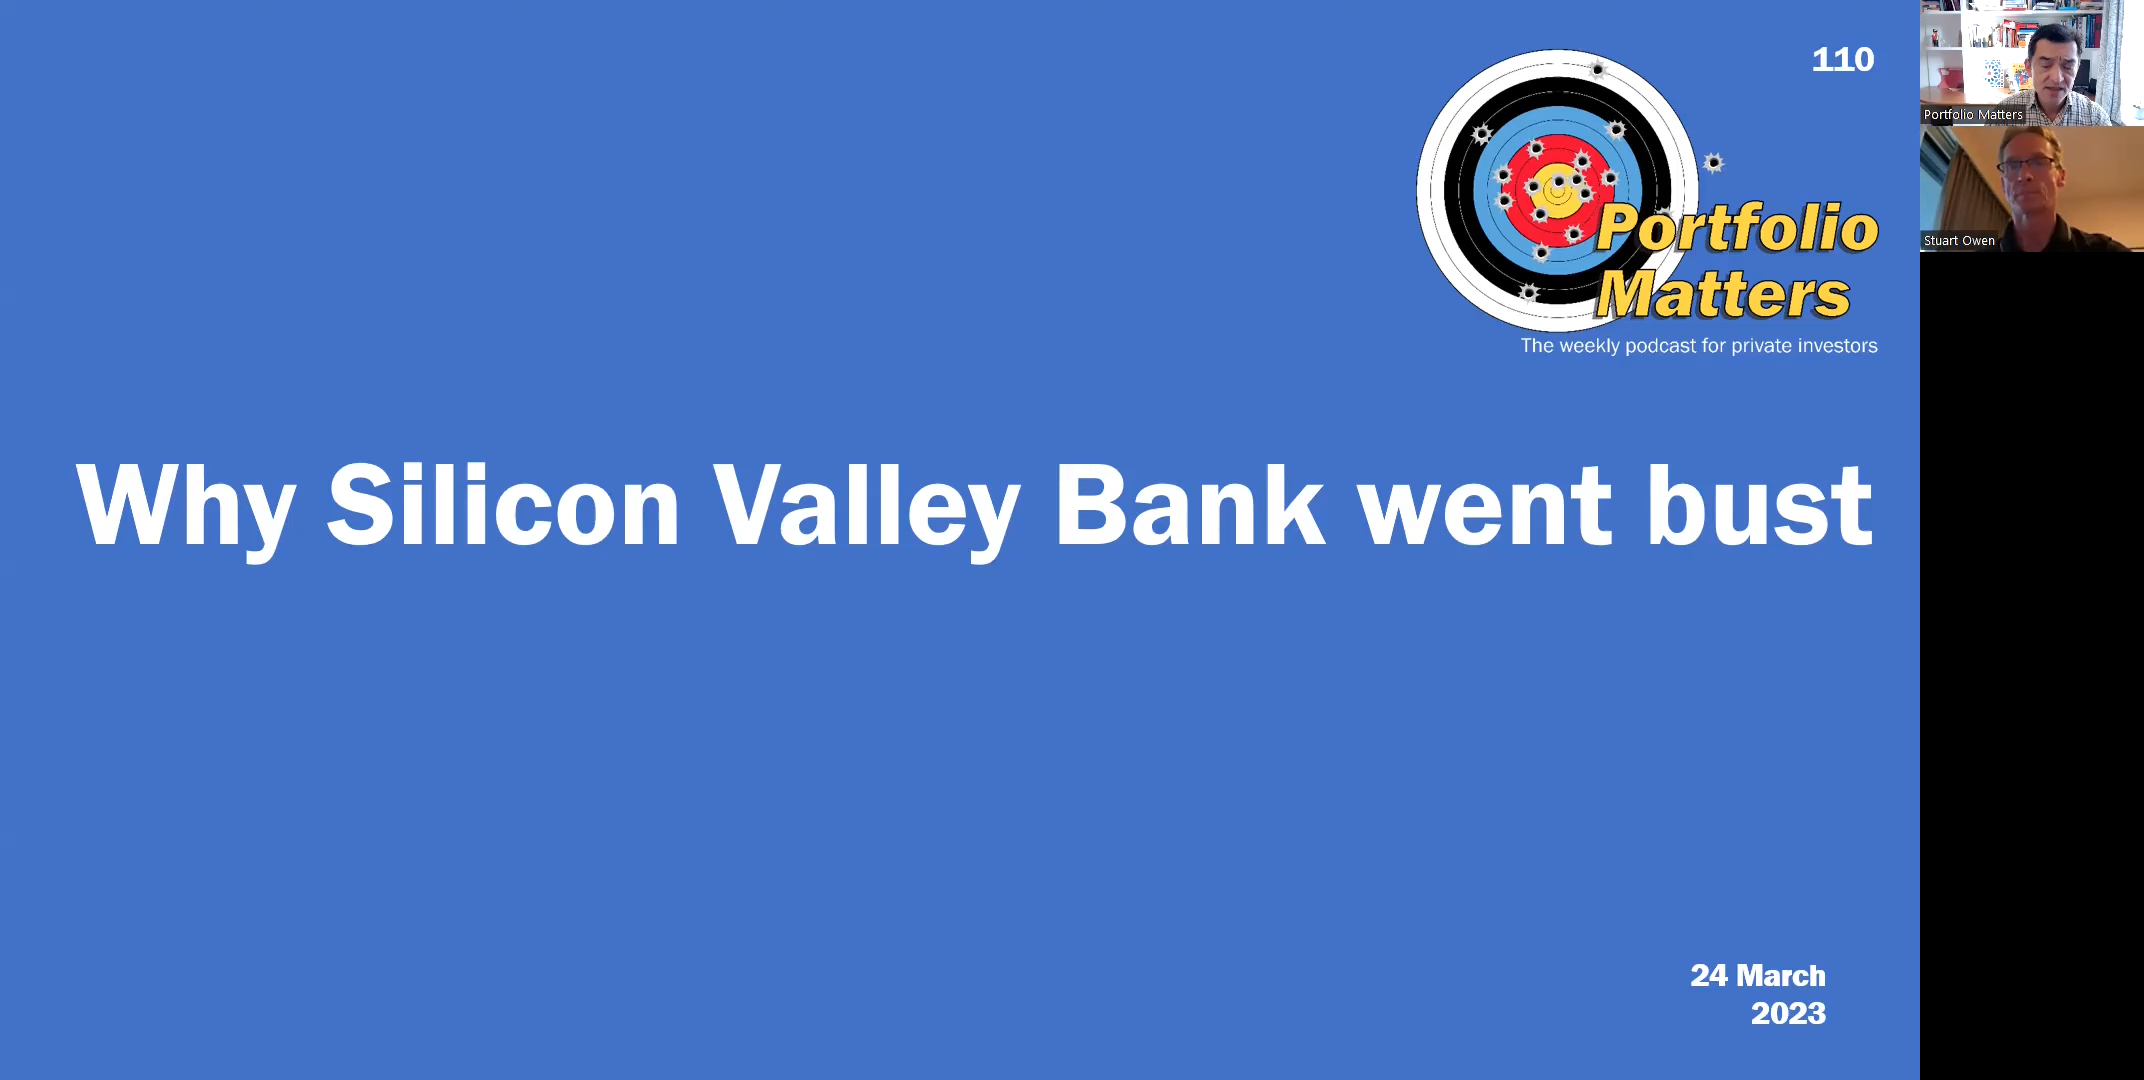 110
Portfolio
Matters
The weekly podcast for private investors
Why Silicon Valley Bank went bust
24 March
2023
Portfolio Matters
Stuart Owen